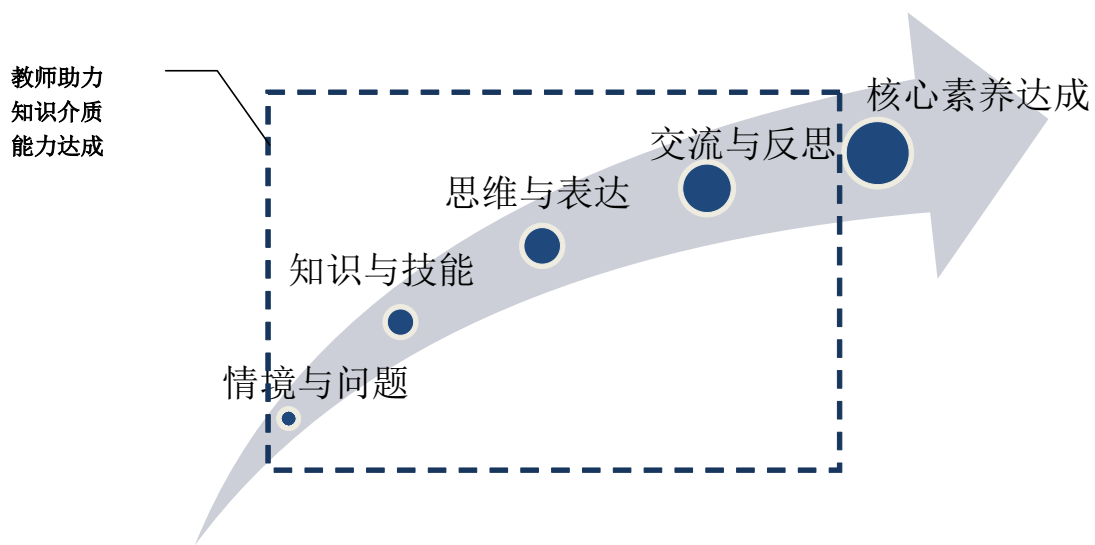 教师助力
知识介质
能力达成
核心素养达成
交流与反思
思维与表达
知识与技能
情境与问题